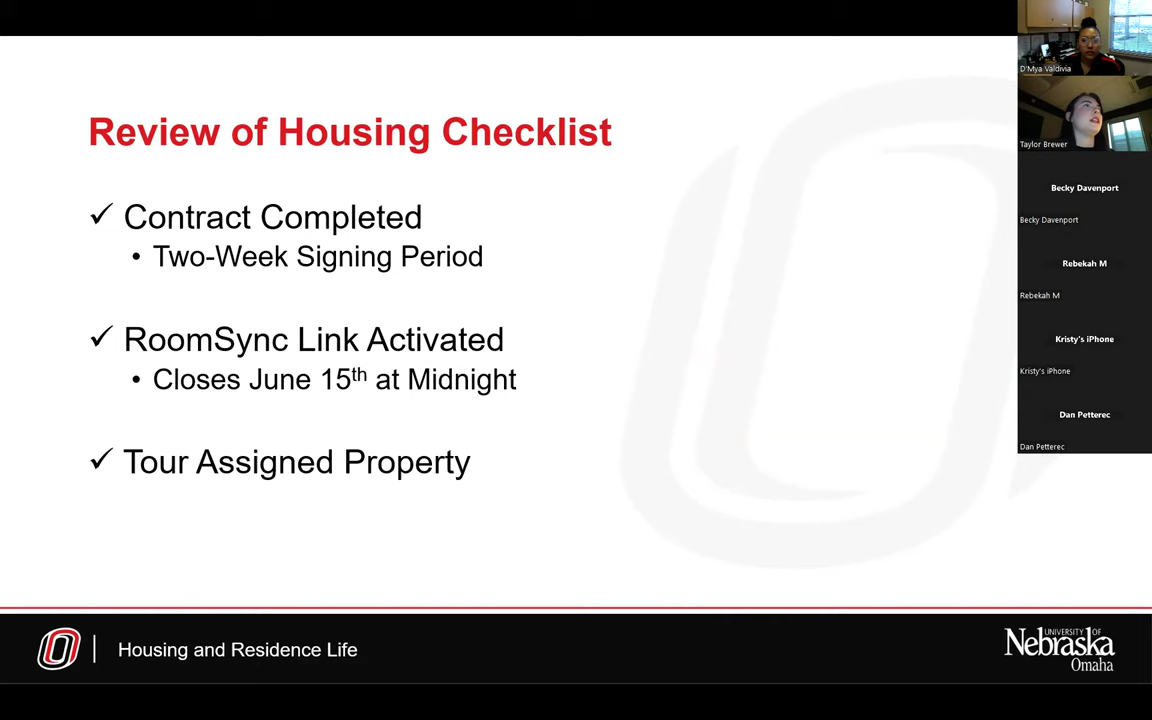 Review of Housing Checklist
✓ Contract Completed
• Two-Week Signing Period
✓ RoomSync Link Activated
• Closes June 15th at Midnight
✓ Tour Assigned Property
Housing and Residence Life
UNIVERSITY OF
Nebraska
Omaha
D'Mya Valdivia
Taylor Brewer
Becky Davenport
Becky Davenport
Rebekah M
Rebekah M
Kristy's iPhone
Kristy's iPhone
Dan Petterec
Dan Petterec